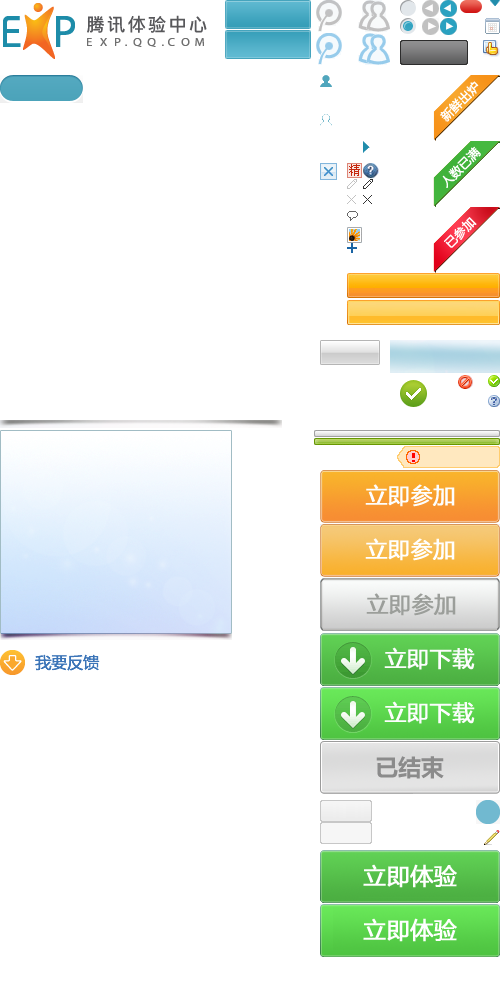 EXP 腾讯体验中心
EXP.QQ.COM
新鲜出炉
人数已满
精
已参加
立即参加
立即参加
立即参加
立即下载
我要反馈
立即下载
已结束
立即体验
立即体验